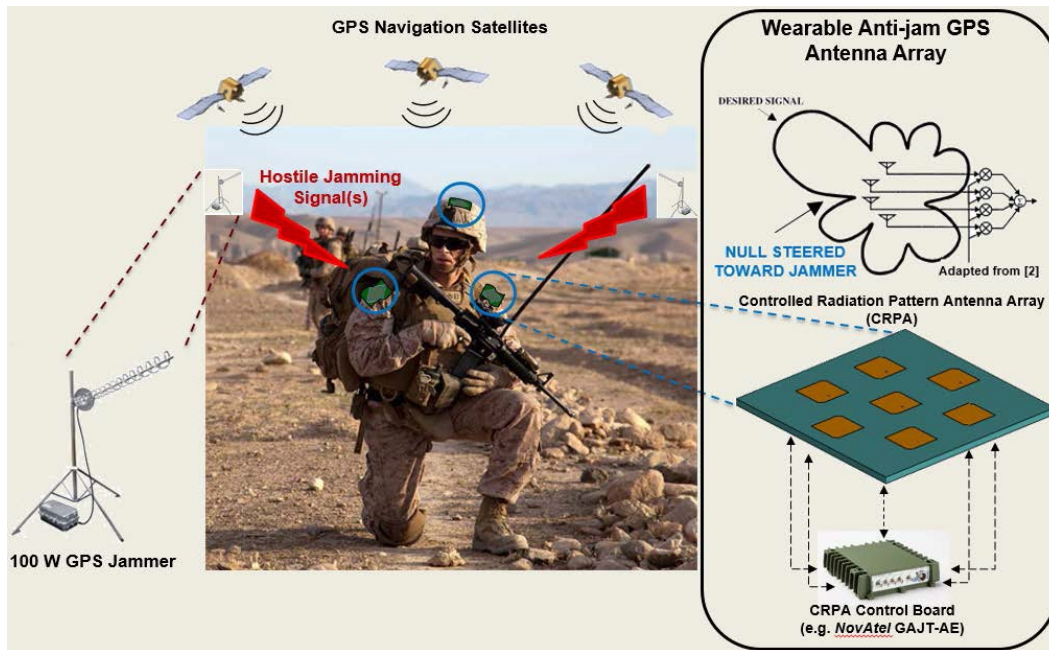 GPS Navigation Satellites
Hostile Jamming
Signal(s)
100 W GPS Jammer
Wearable Anti-jam GPS
Antenna Array
DESIRED SIGNAL
Σ
NULL STEERED
TOWARD JAMMER
Adapted from [2]
Controlled Radiation Pattern Antenna Array
(CRPA)
CRPA Control Board
(e.g. NovAtel GAJT-AE)